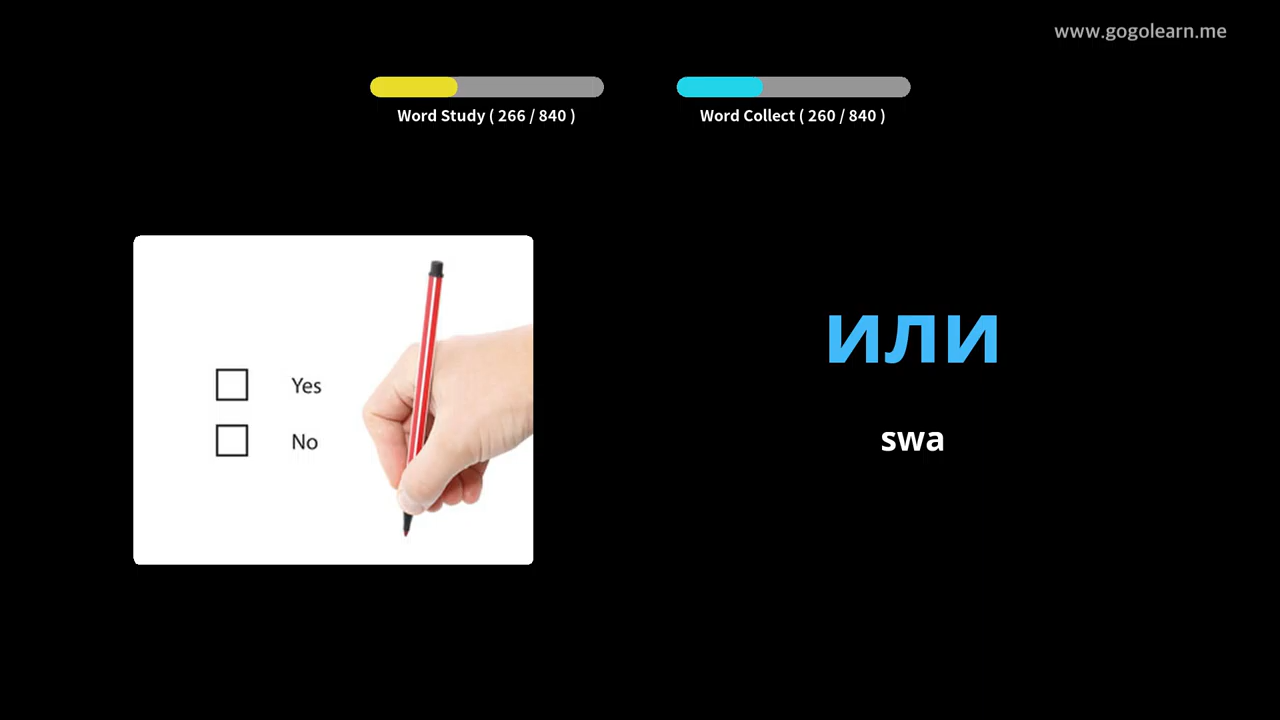 www.gogolearn.me
Word Study ( 266 / 840 )
Word Collect ( 260 / 840 )
Yes
No
или
swa